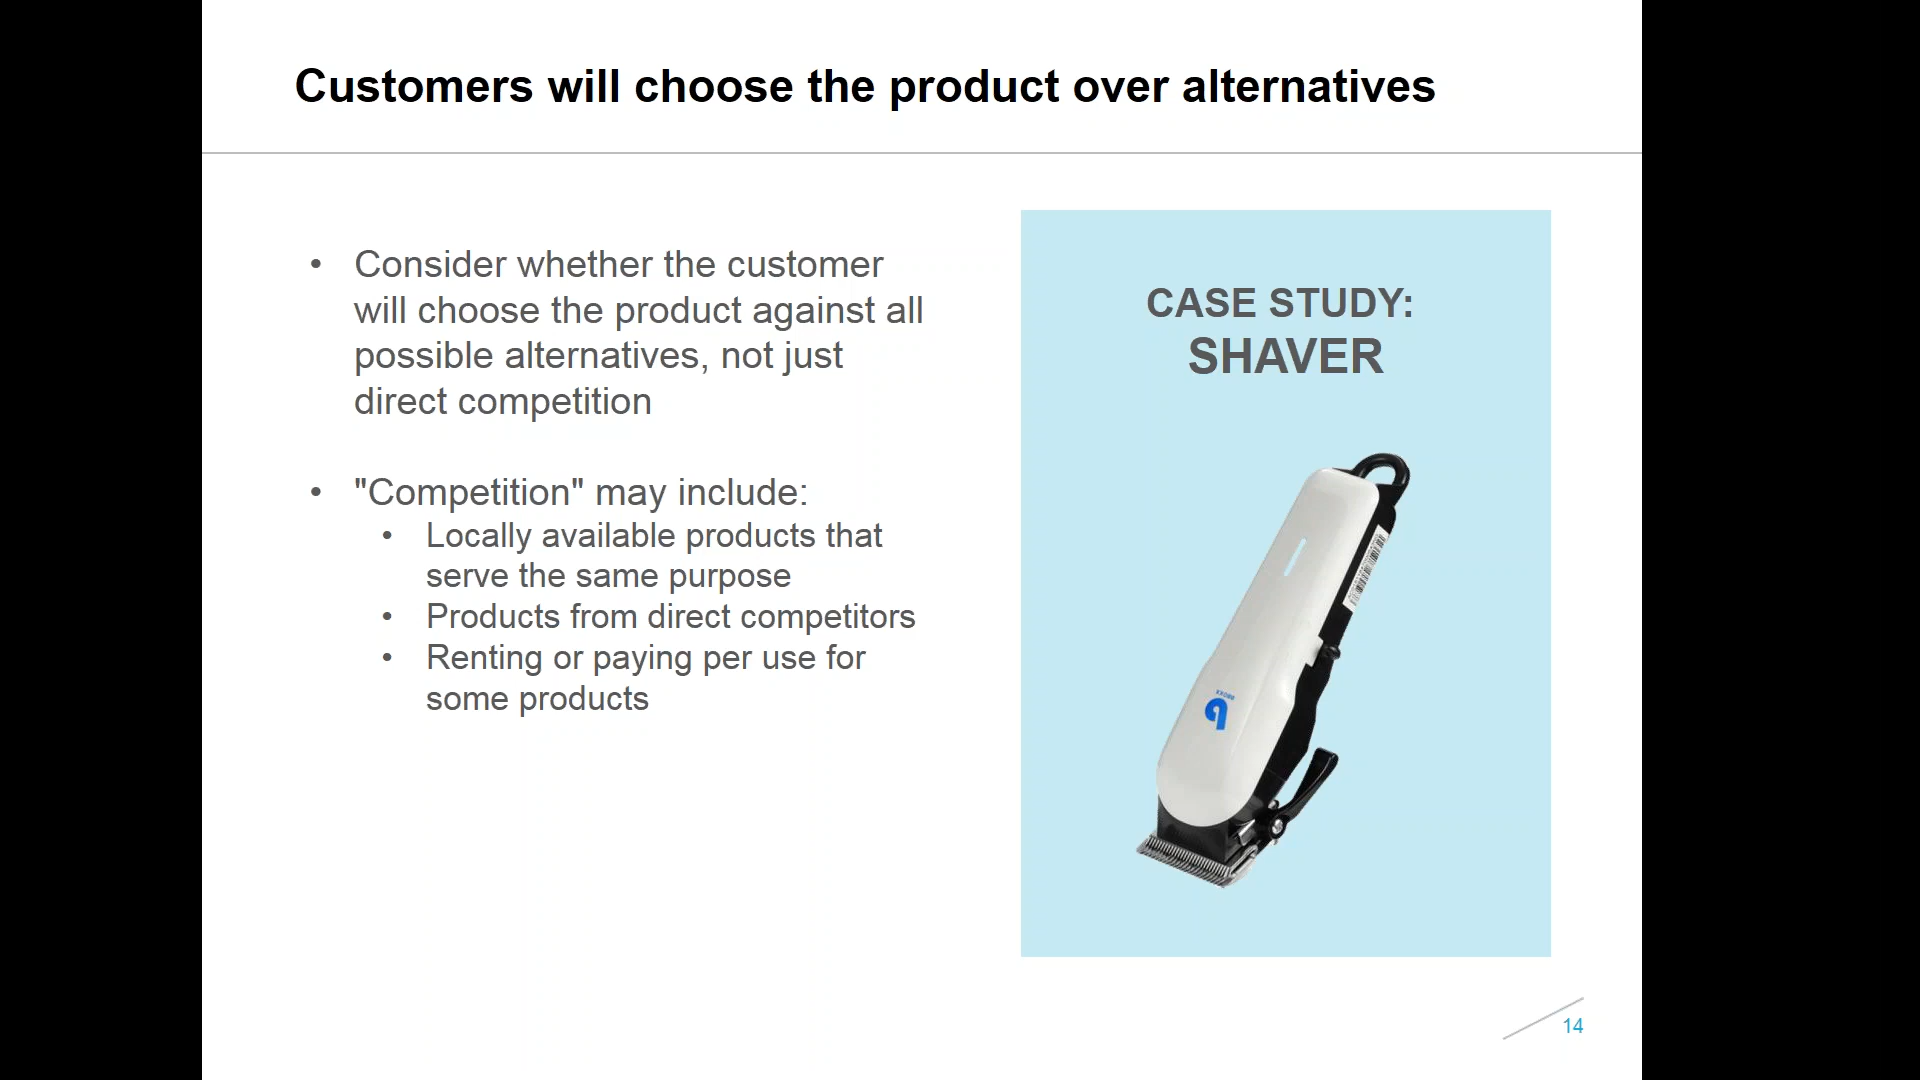 Customers will choose the product over alternatives
• Consider whether the customer
will choose the product against all
possible alternatives, not just
direct competition
• "Competition" may include:
• Locally available products that
serve the same purpose
• Products from direct competitors
• Renting or paying per use for
some products
CASE STUDY:
SHAVER
b
14